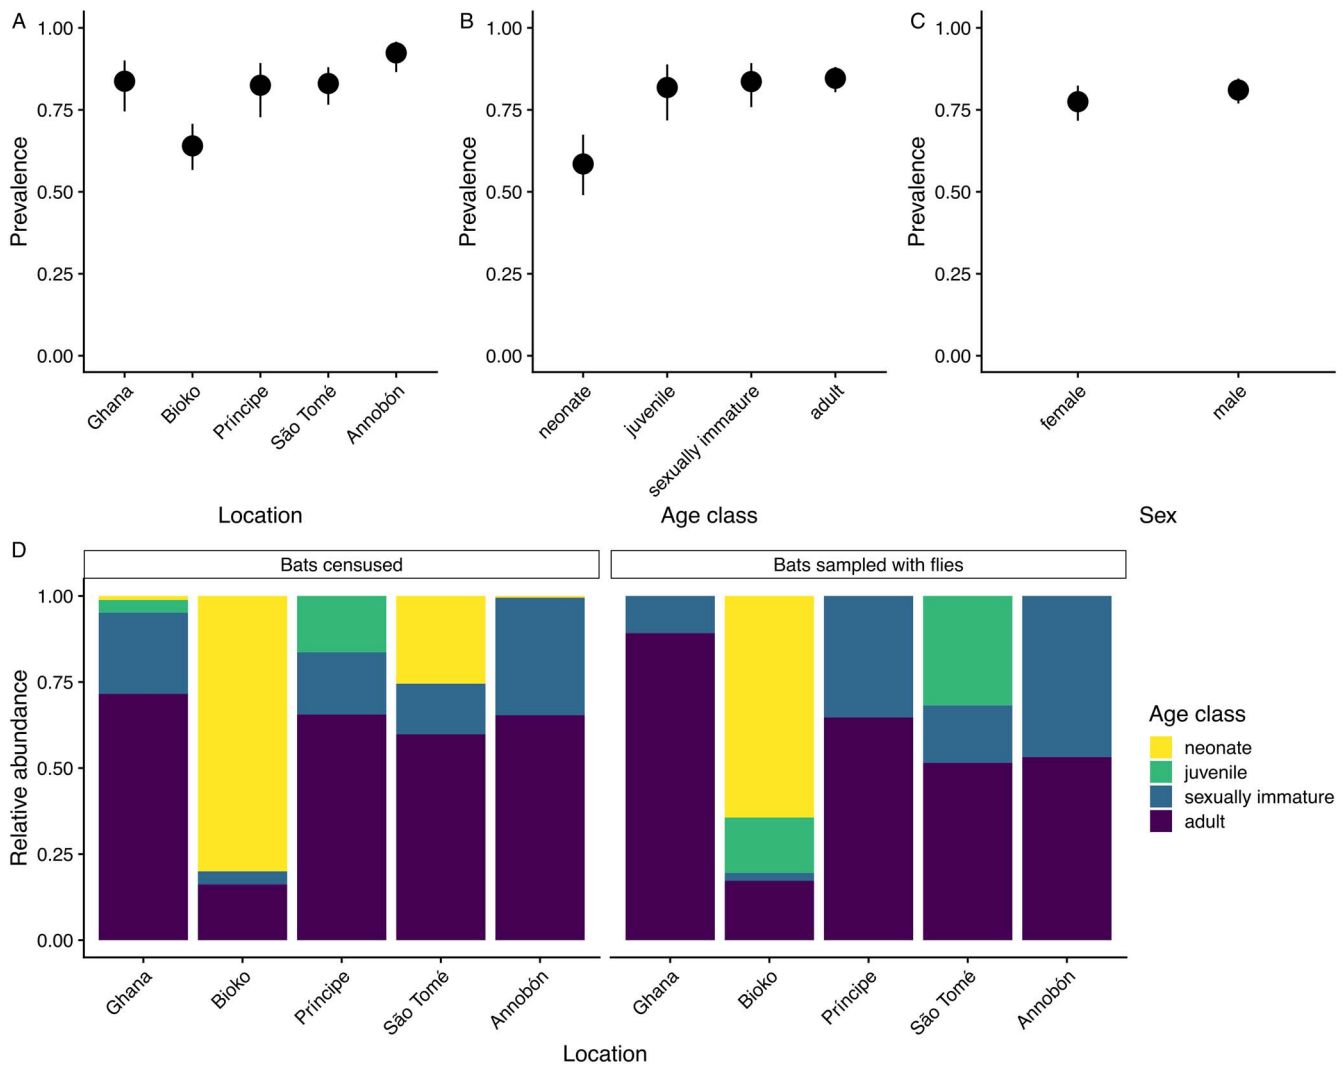 A
1.00
0.75
0.50
0.25
0.00
Prevalence
Ghana
Bioko
Príncipe
São Tomé
Annobón
Location
B
1.00
0.75
0.50
0.25
0.00
Prevalence
neonate
juvenile
sexually immature
adult
Age class
C
1.00
0.75
0.50
0.25
0.00
Prevalence
female
male
Sex
D
Bats censused
Bats sampled with flies
1.00
0.75
0.50
0.25
0.00
Relative abundance
Ghana
Bioko
Príncipe
São Tomé
Annobón
Ghana
Bioko
Príncipe
São Tomé
Annobón
Location
Age class
neonate
juvenile
sexually immature
adult